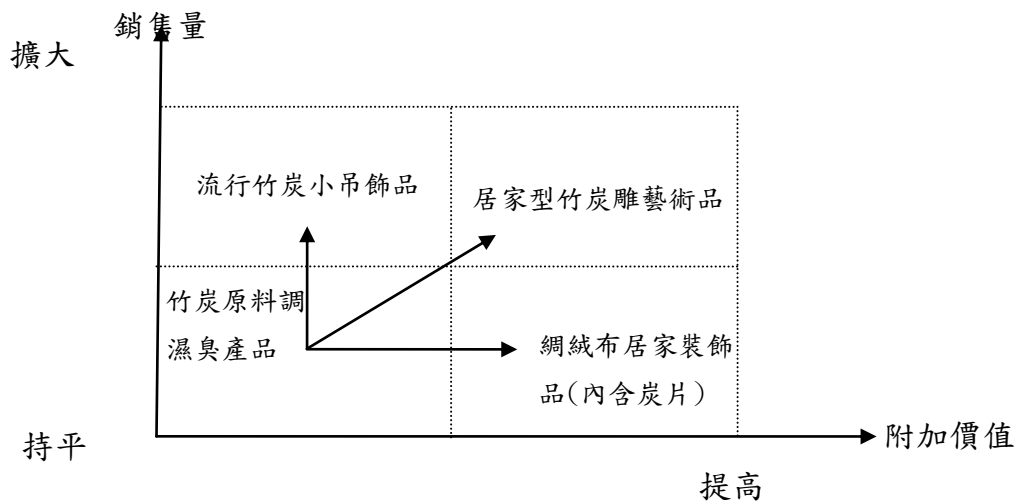 銷售量
擴大
流行竹炭小吊飾品
居家型竹炭雕藝術品
竹炭原料調
濕臭產品
綢絨布居家裝飾
品(內含炭片)
持平
附加價值
提高